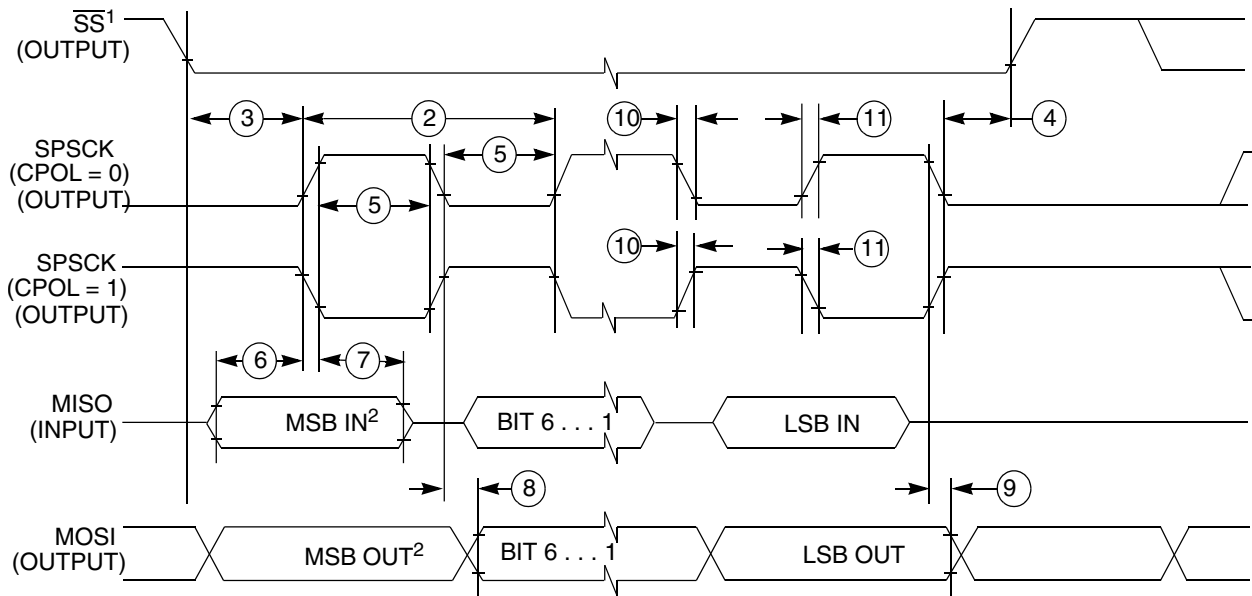 SS1
(OUTPUT)
3
2
10
11
4
SPSCK
(CPOL = 0)
(OUTPUT)
5
5
SPSCK
(CPOL = 1)
(OUTPUT)
10
11
6
7
MISO
(INPUT)
MSB IN2
BIT 6 . . . 1
LSB IN
8
9
MOSI
(OUTPUT)
MSB OUT2
BIT 6 . . . 1
LSB OUT